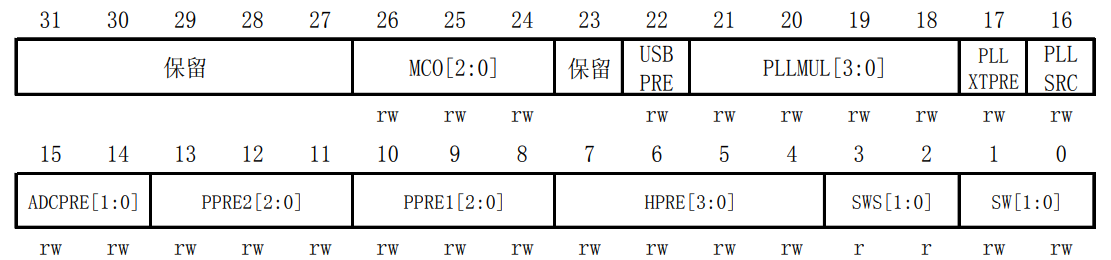 31 30 29 28 27 26 25 24 23 22 21 20 19 18 17 16
保留 MCO[2:0] 保留 USB PRE PLLMUL[3:0] PLL XTPRE PLL SRC
rw rw rw rw rw rw rw rw rw rw
15 14 13 12 11 10 9 8 7 6 5 4 3 2 1 0
ADCPRE[1:0] PPRE2[2:0] PPRE1[2:0] HPRE[3:0] SWS[1:0] SW[1:0]
rw rw rw rw rw rw rw rw rw rw rw rw r r rw rw